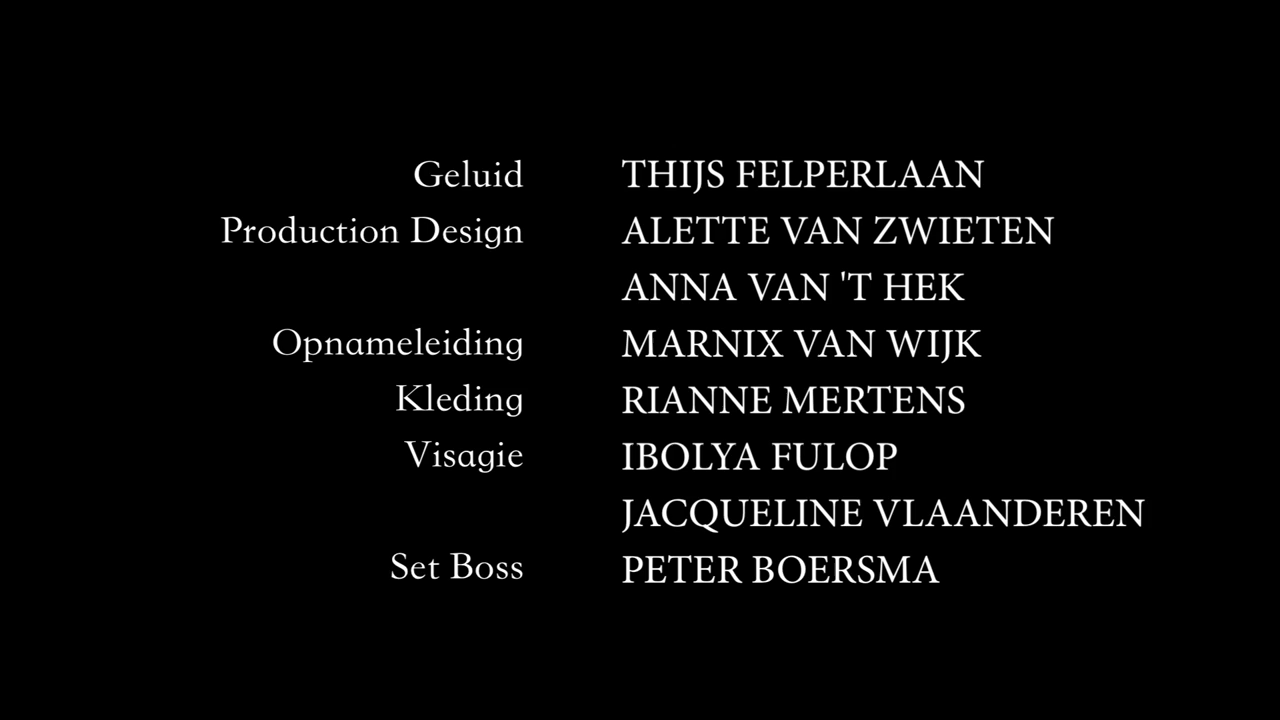 Geluid THIJS FELPERLAAN
Production Design ALETTE VAN ZWIETEN
ANNA VAN 'T HEK
Opnameleiding MARNIX VAN WIJK
Kleding RIANNE MERTENS
Visagie IBOLYA FULOP
JACQUELINE VLAANDEREN
Set Boss PETER BOERSMA